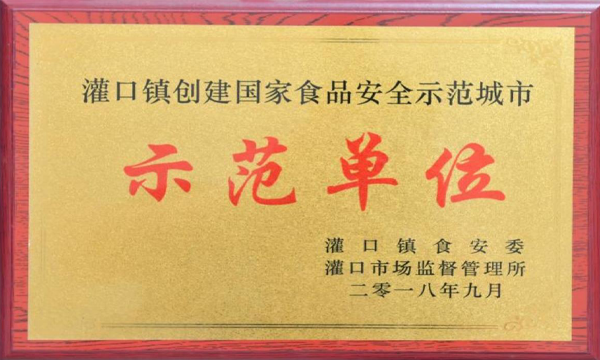 灌口镇创建国家食品安全示范城市
示范单位
灌口镇食安委
灌口市场监督管理所
二零一八年九月